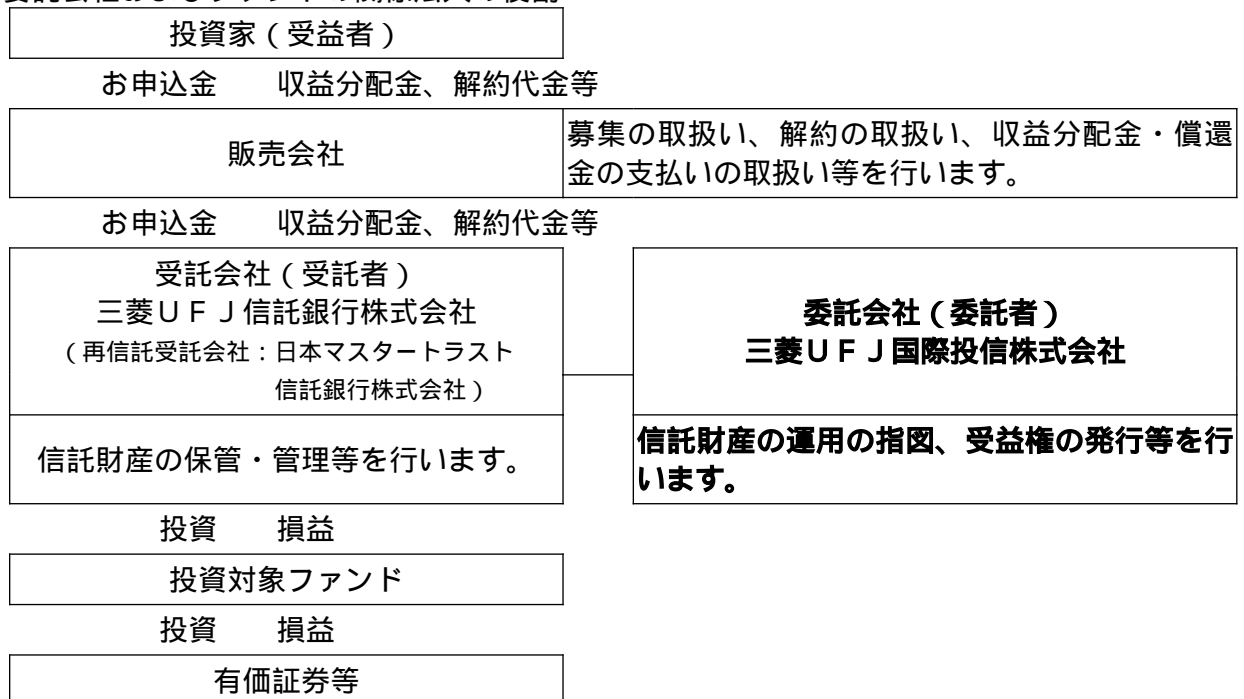 投資家(受益者)
お申込金 収益分配金、解約代金等
販売会社
募集の取扱い、解約の取扱い、収益分配金・償還
金の支払いの取扱い等を行います。
お申込金 収益分配金、解約代金等
受託会社(受託者)
三菱UFJ信託銀行株式会社
(再信託受託会社:日本マスタートラスト
信託銀行株式会社)
委託会社(委託者)
三菱UFJ国際投信株式会社
信託財産の保管・管理等を行います。
信託財産の運用の指図、受益権の発行等を行
います。
投資 損益
投資対象ファンド
投資 損益
有価証券等